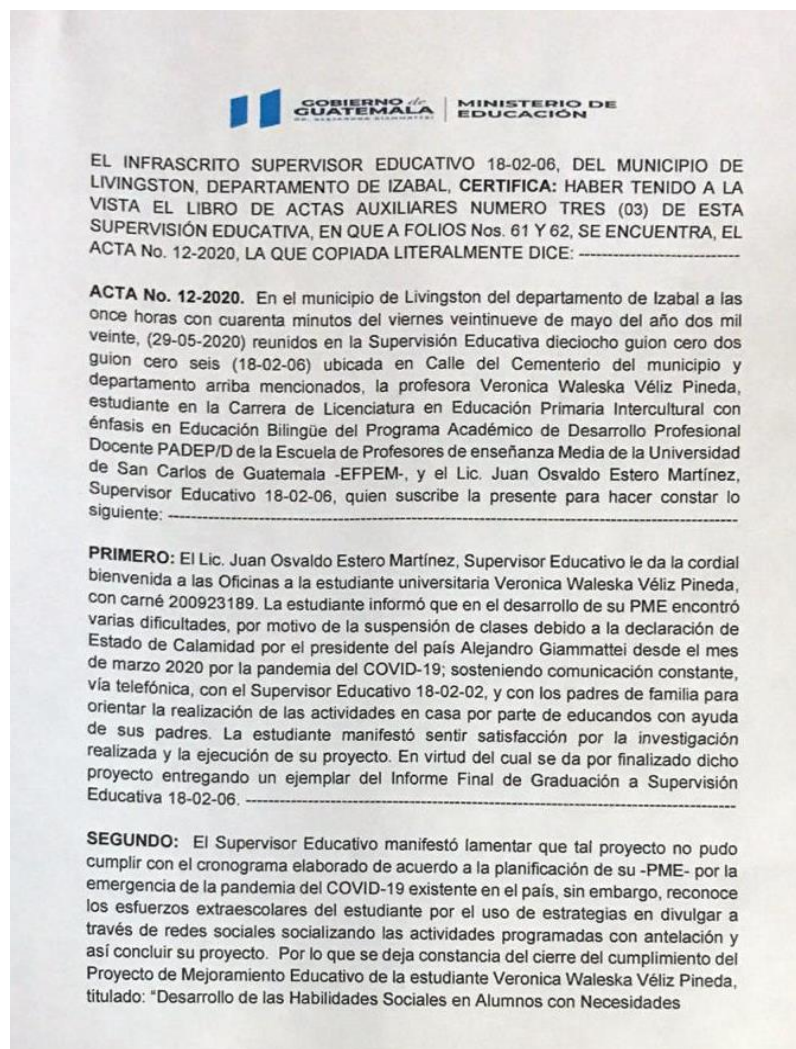 GOBIERNO de GUATEMALA | MINISTERIO DE EDUCACIÓN
DR. ALEJANDRO GIAMMATTEI
EL INFRASCRITO SUPERVISOR EDUCATIVO 18-02-06, DEL MUNICIPIO DE
LIVINGSTON, DEPARTAMENTO DE IZABAL, CERTIFICA: HABER TENIDO A LA
VISTA EL LIBRO DE ACTAS AUXILIARES NUMERO TRES (03) DE ESTA
SUPERVISIÓN EDUCATIVA, EN QUE A FOLIOS Nos. 61 Y 62, SE ENCUENTRA, EL
ACTA No. 12-2020, LA QUE COPIADA LITERALMENTE DICE: --------------------------
ACTA No. 12-2020. En el municipio de Livingston del departamento de Izabal a las
once horas con cuarenta minutos del viernes veintinueve de mayo del año dos mil
veinte, (29-05-2020) reunidos en la Supervisión Educativa dieciocho guion cero dos
guion cero seis (18-02-06) ubicada en Calle del Cementerio del municipio y
departamento arriba mencionados, la profesora Veronica Waleska Véliz Pineda,
estudiante en la Carrera de Licenciatura en Educación Primaria Intercultural con
énfasis en Educación Bilingüe del Programa Académico de Desarrollo Profesional
Docente PADEP/D de la Escuela de Profesores de enseñanza Media de la Universidad
de San Carlos de Guatemala -EFPEM-, y el Lic. Juan Osvaldo Estero Martínez,
Supervisor Educativo 18-02-06, quien suscribe la presente para hacer constar lo
siguiente: --------------------------------------------------------------------------------
PRIMERO: El Lic. Juan Osvaldo Estero Martínez, Supervisor Educativo le da la cordial
bienvenida a las Oficinas a la estudiante universitaria Veronica Waleska Véliz Pineda,
con carné 200923189. La estudiante informó que en el desarrollo de su PME encontró
varias dificultades, por motivo de la suspensión de clases debido a la declaración de
Estado de Calamidad por el presidente del país Alejandro Giammattei desde el mes
de marzo 2020 por la pandemia del COVID-19; sosteniendo comunicación constante,
vía telefónica, con el Supervisor Educativo 18-02-02, y con los padres de familia para
orientar la realización de las actividades en casa por parte de educandos con ayuda
de sus padres. La estudiante manifestó sentir satisfacción por la investigación
realizada y la ejecución de su proyecto. En virtud del cual se da por finalizado dicho
proyecto entregando un ejemplar del Informe Final de Graduación a Supervisión
Educativa 18-02-06. --------------------------------------------------------------------
SEGUNDO: El Supervisor Educativo manifestó lamentar que tal proyecto no pudo
cumplir con el cronograma elaborado de acuerdo a la planificación de su -PME- por la
emergencia de la pandemia del COVID-19 existente en el país, sin embargo, reconoce
los esfuerzos extraescolares del estudiante por el uso de estrategias en divulgar a
través de redes sociales socializando las actividades programadas con antelación y
así concluir su proyecto. Por lo que se deja constancia del cierre del cumplimiento del
Proyecto de Mejoramiento Educativo de la estudiante Veronica Waleska Véliz Pineda,
titulado: "Desarrollo de las Habilidades Sociales en Alumnos con Necesidades